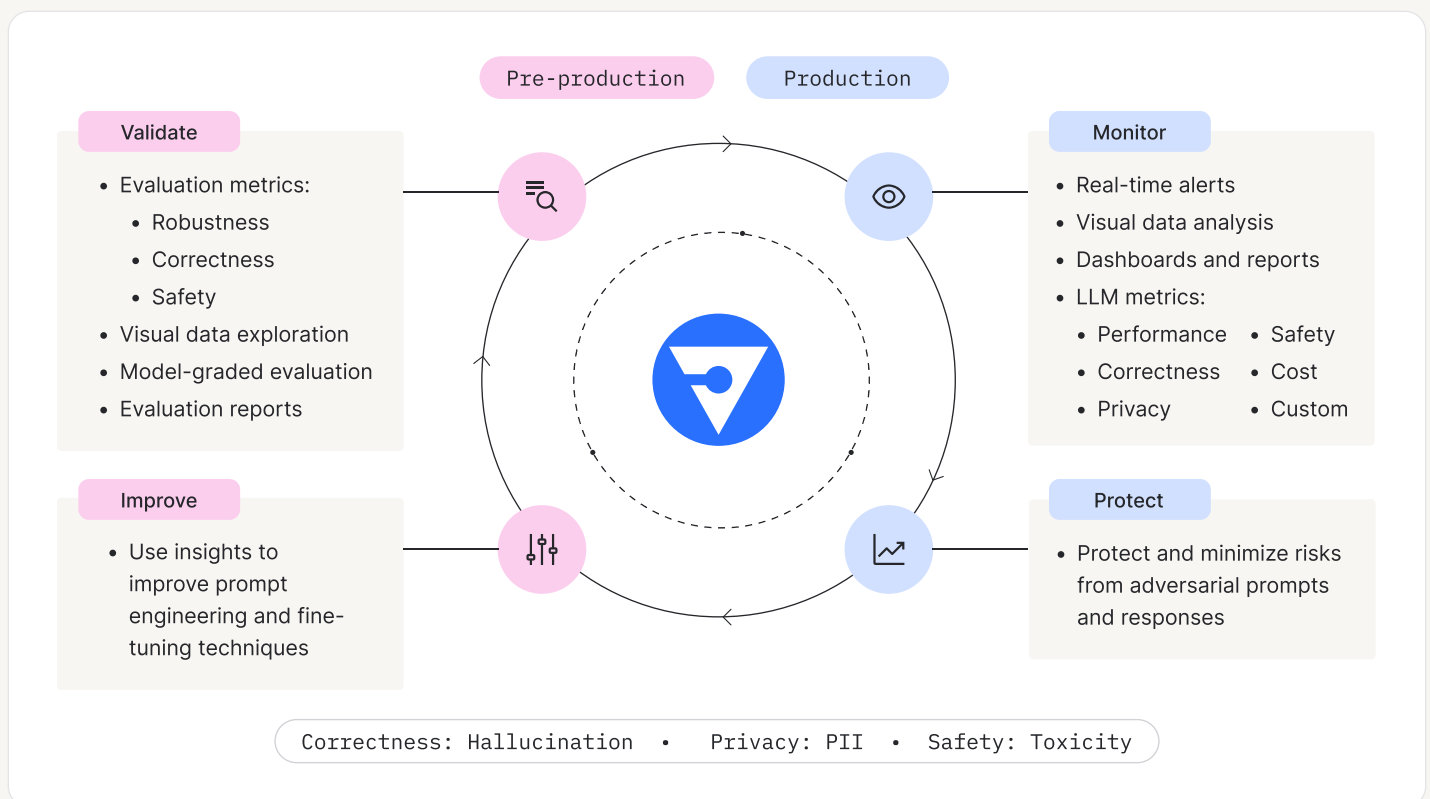 Pre-production
Production
Validate
Evaluation metrics:
Robustness
Correctness
Safety
Visual data exploration
Model-graded evaluation
Evaluation reports
Monitor
Real-time alerts
Visual data analysis
Dashboards and reports
LLM metrics:
Performance
Correctness
Privacy
Safety
Cost
Custom
Improve
Use insights to
improve prompt
engineering and fine-
tuning techniques
Protect
Protect and minimize risks
from adversarial prompts
and responses
Correctness: Hallucination • Privacy: PII • Safety: Toxicity